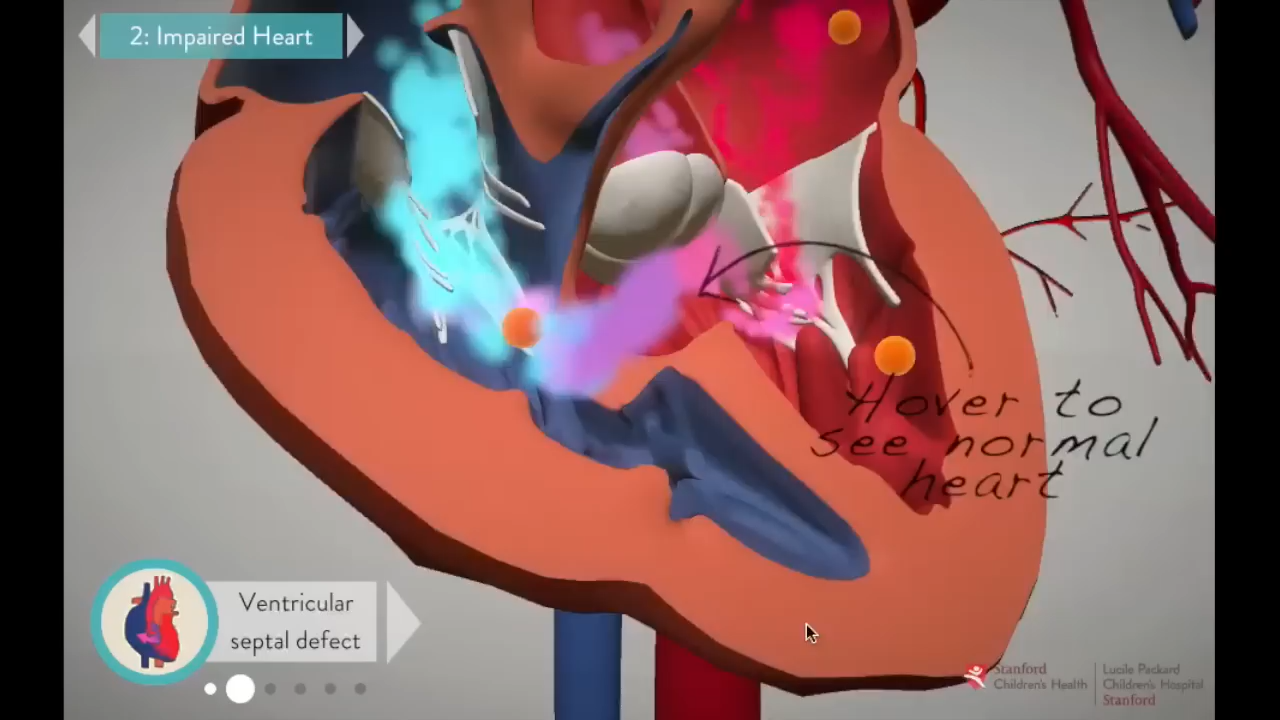 2: Impaired Heart
Hover to
see normal
heart
Ventricular
septal defect
Stanford
Children's Health
Lucile Packard
Children's Hospital
Stanford